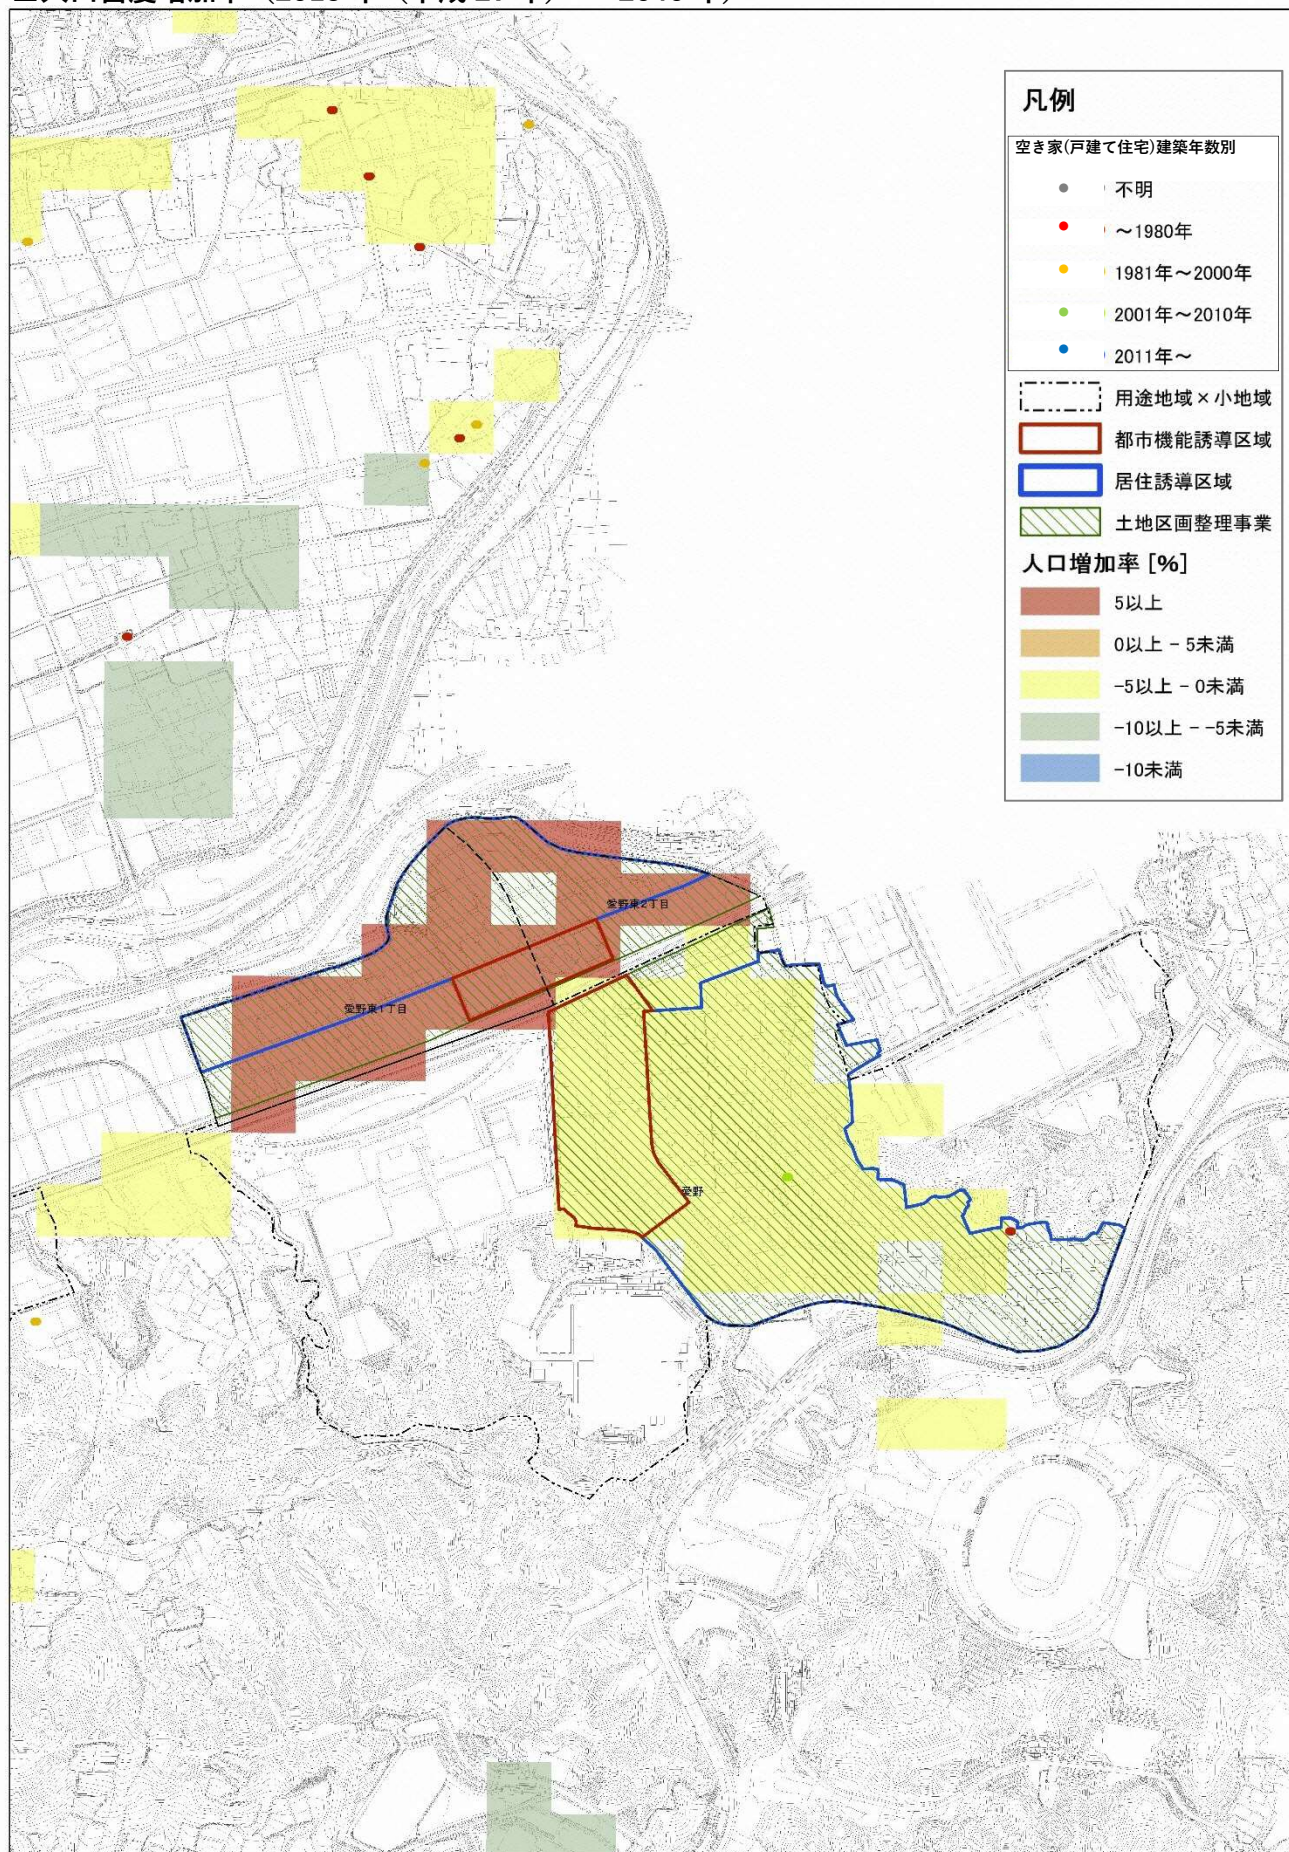 凡例
空き家(戸建て住宅)建築年数別
不明
～1980年
1981年～2000年
2001年～2010年
2011年～
用途地域×小地域
都市機能誘導区域
居住誘導区域
土地区画整理事業
人口増加率 [%]
5以上
0以上 - 5未満
-5以上 - 0未満
-10以上 - -5未満
-10未満
愛野東2丁目
愛野東1丁目
愛野